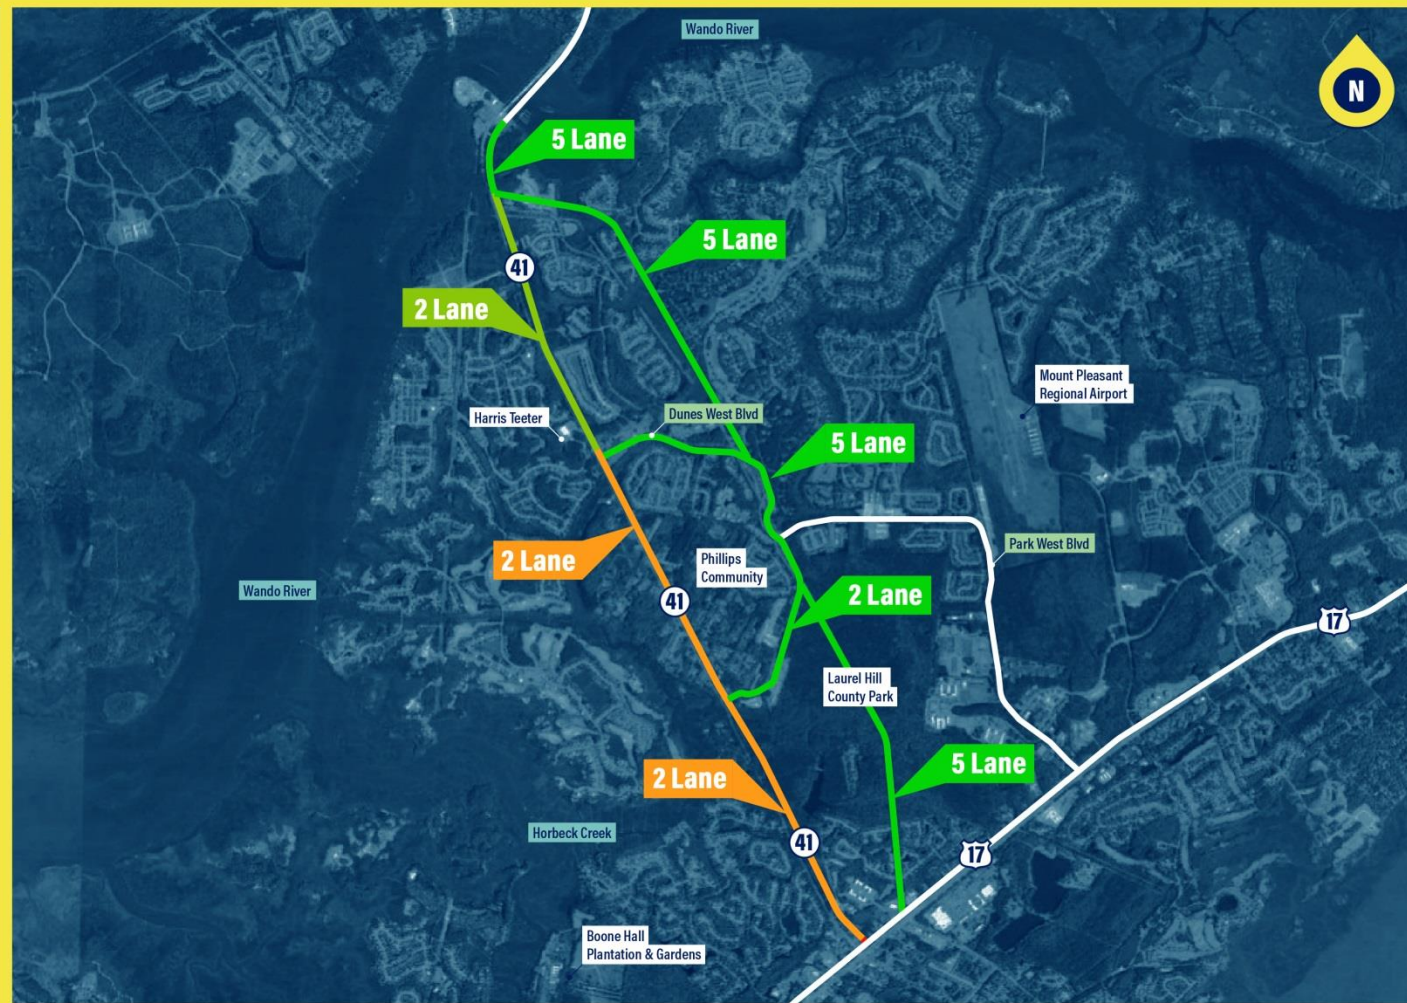 Wando River
N
5 Lane
5 Lane
41
2 Lane
Mount Pleasant
Regional Airport
Harris Teeter
Dunes West Blvd
5 Lane
2 Lane
Phillips
Community
Park West Blvd
Wando River
41
2 Lane
17
Laurel Hill
County Park
2 Lane
5 Lane
Horbeck Creek
41
17
Boone Hall
Plantation & Gardens